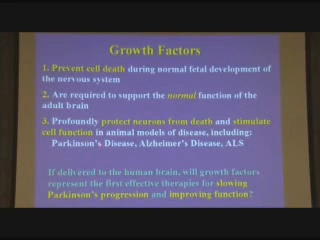 Growth Factors
1. Prevent cell death during normal fetal development of
the nervous system
2. Are required to support the normal function of the
adult brain
3. Profoundly protect neurons from death and stimulate
cell function in animal models of disease, including:
Parkinson's Disease, Alzheimer's Disease, ALS
If delivered to the human brain, will growth factors
represent the first effective therapies for slowing
Parkinson's progression and improving function?